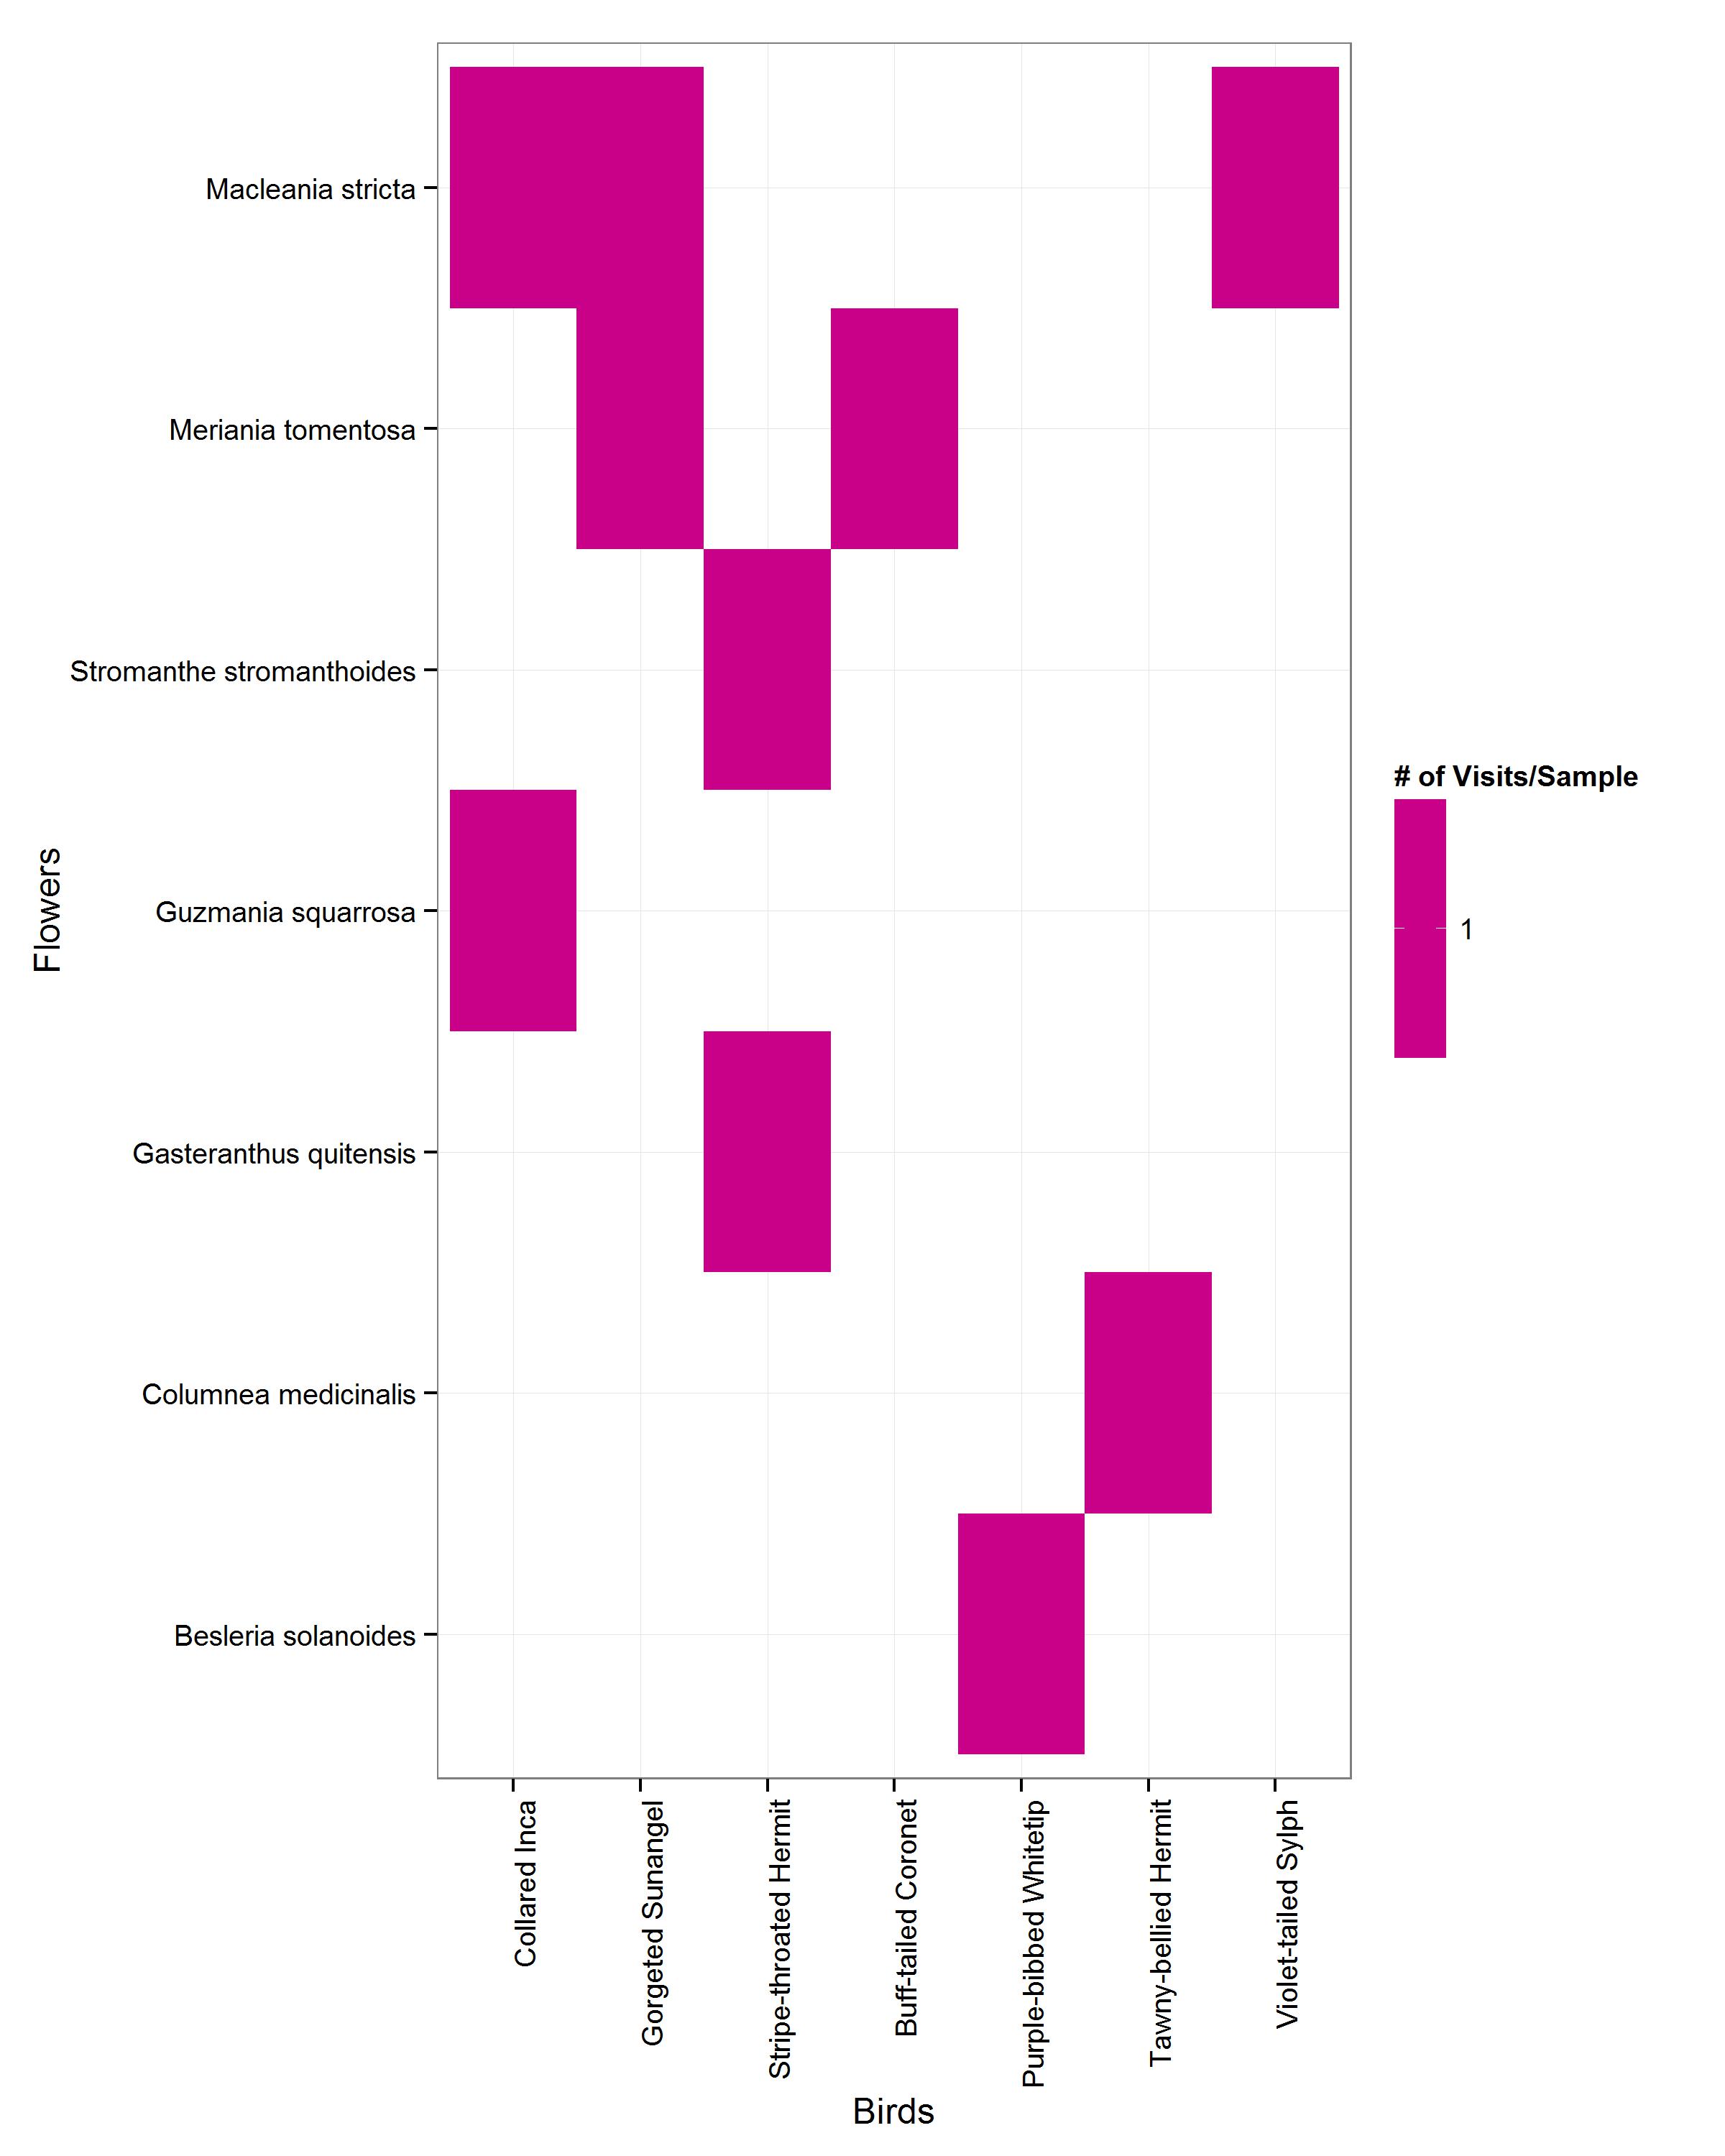 Macleania stricta
Meriania tomentosa
Stromanthe stromanthoides
Guzmania squarrosa
Gasteranthus quitensis
Columnea medicinalis
Besleria solanoides
Flowers
Collared Inca
Gorgeted Sunangel
Stripe-throated Hermit
Buff-tailed Coronet
Purple-bibbed Whitetip
Tawny-bellied Hermit
Violet-tailed Sylph
Birds
# of Visits/Sample
1